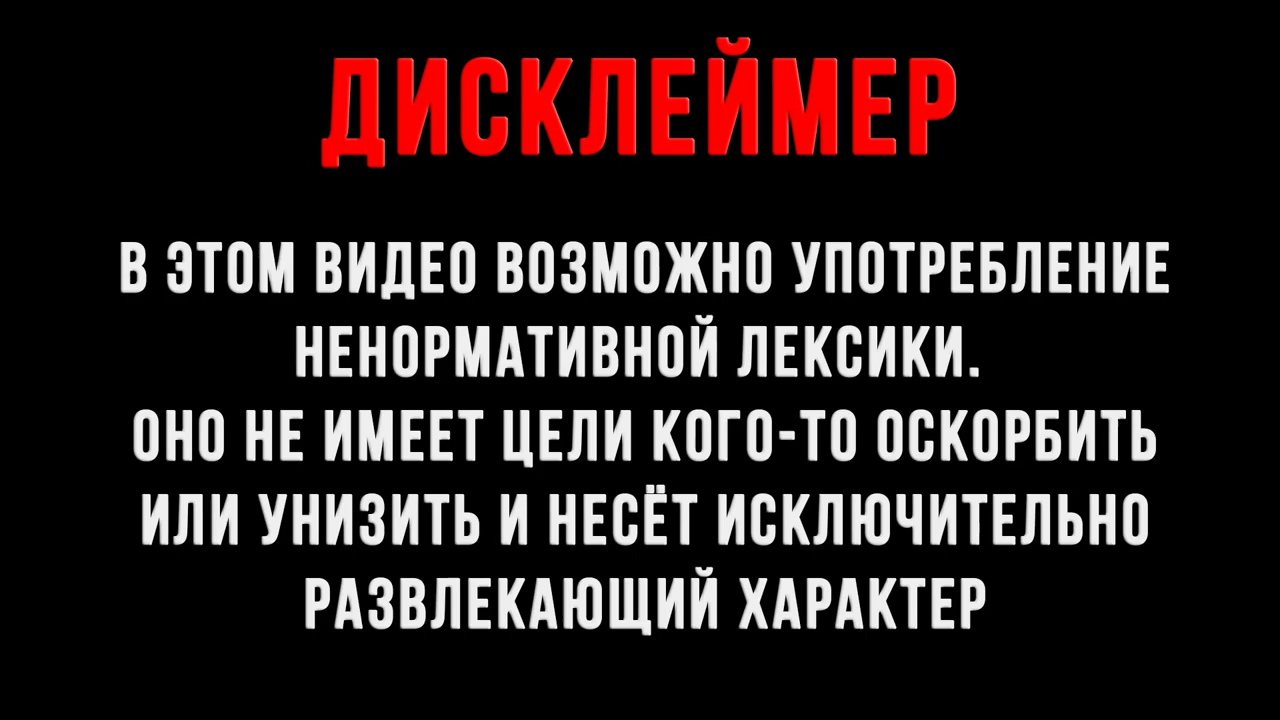 ДИСКЛЕЙМЕР
В ЭТОМ ВИДЕО ВОЗМОЖНО УПОТРЕБЛЕНИЕ
НЕНОРМАТИВНОЙ ЛЕКСИКИ.
ОНО НЕ ИМЕЕТ ЦЕЛИ КОГО-ТО ОСКОРБИТЬ
ИЛИ УНИЗИТЬ И НЕСЁТ ИСКЛЮЧИТЕЛЬНО
РАЗВЛЕКАЮЩИЙ ХАРАКТЕР